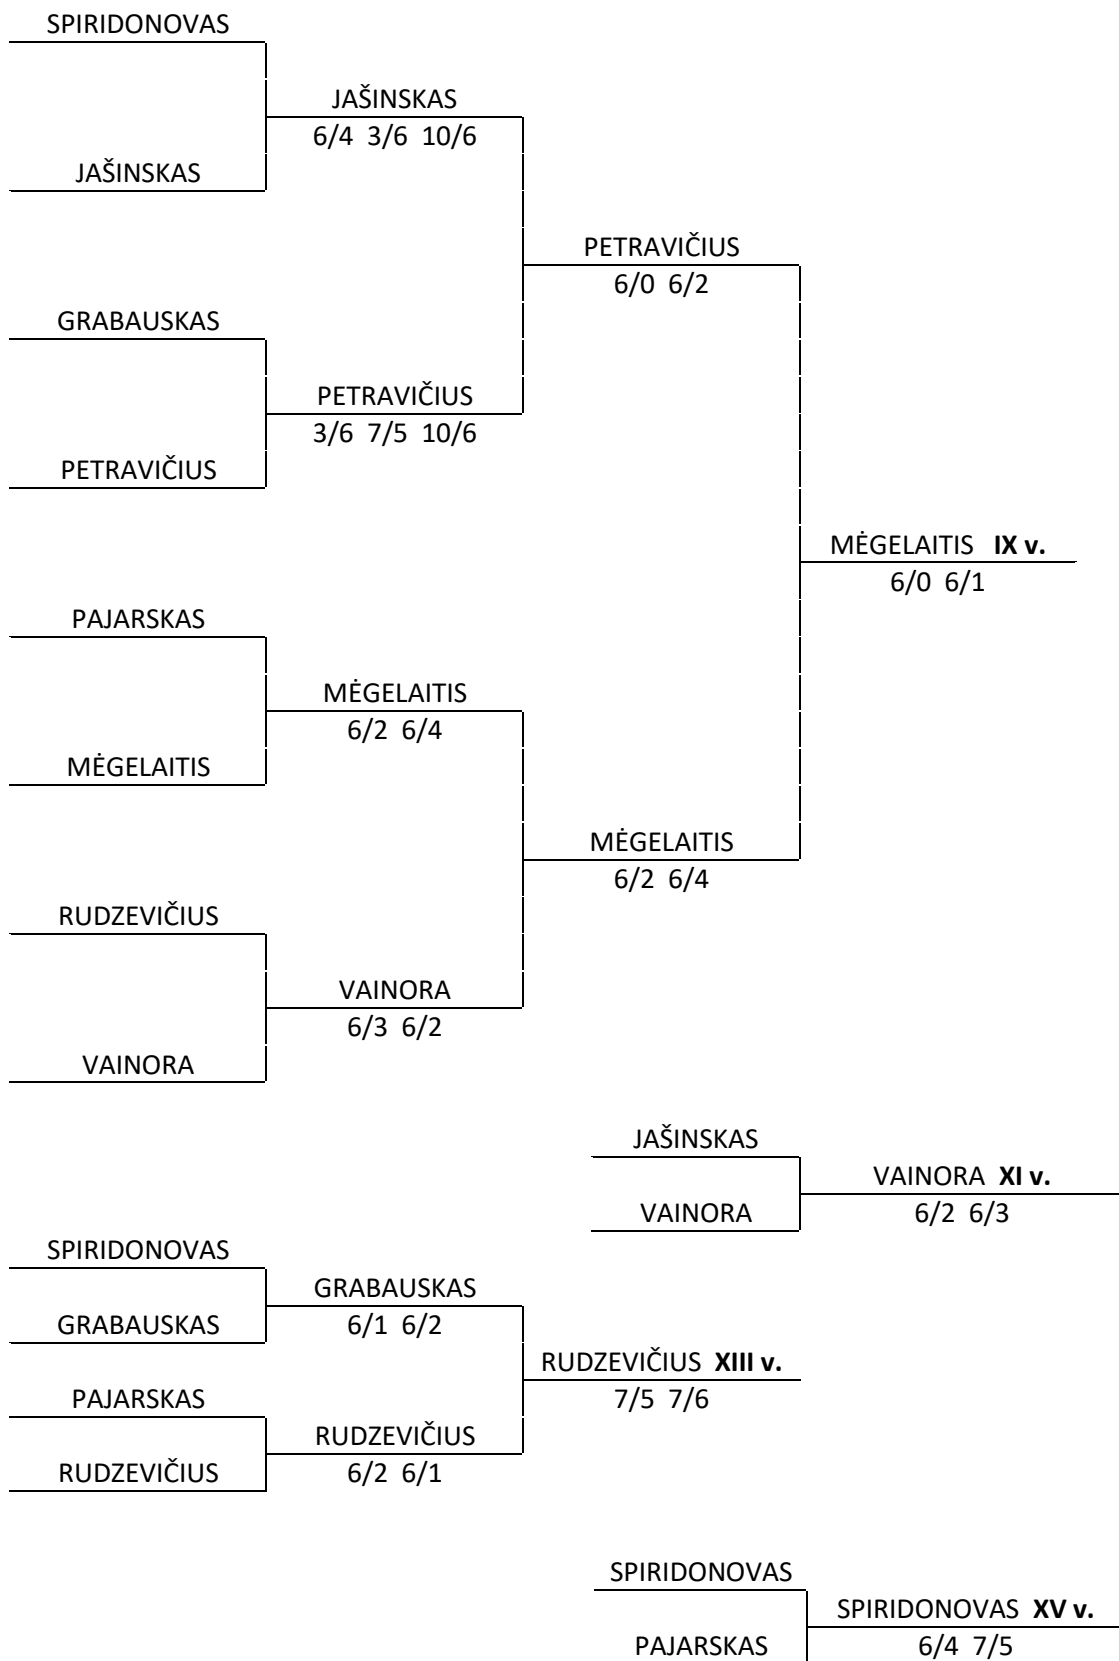 SPIRIDONOVAS
JAŠINSKAS
6/4 3/6 10/6
JAŠINSKAS
PETRAVIČIUS
6/0 6/2
GRABAUSKAS
PETRAVIČIUS
3/6 7/5 10/6
PETRAVIČIUS
MĖGELAITIS IX v.
6/0 6/1
PAJARSKAS
MĖGELAITIS
6/2 6/4
MĖGELAITIS
MĖGELAITIS
6/2 6/4
RUDZEVIČIUS
VAINORA
6/3 6/2
VAINORA
JAŠINSKAS
VAINORA XI v.
6/2 6/3
VAINORA
SPIRIDONOVAS
GRABAUSKAS
6/1 6/2
GRABAUSKAS
RUDZEVIČIUS XIII v.
7/5 7/6
PAJARSKAS
RUDZEVIČIUS
6/2 6/1
RUDZEVIČIUS
SPIRIDONOVAS
SPIRIDONOVAS XV v.
6/4 7/5
PAJARSKAS